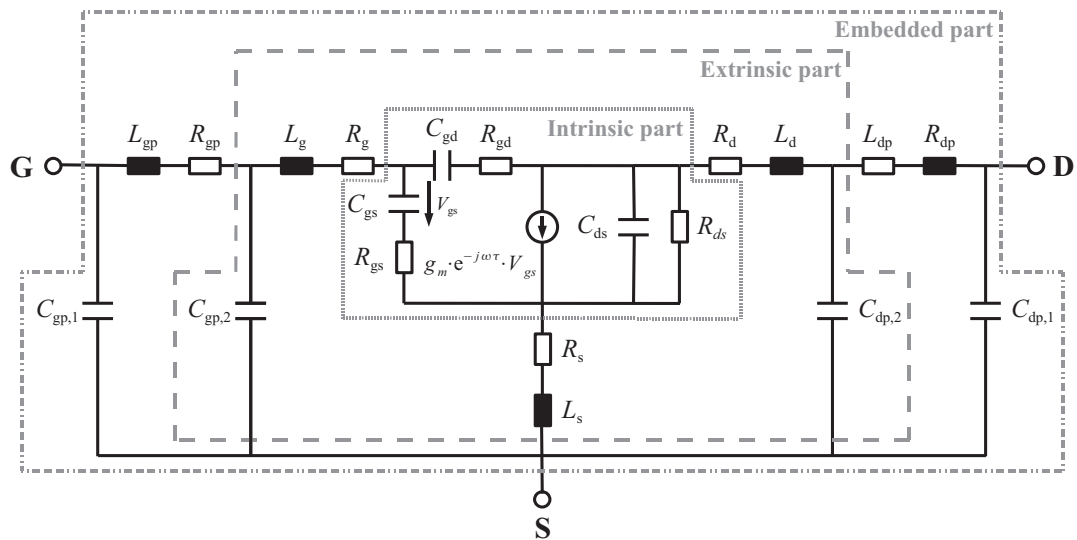 Embedded part
Extrinsic part
Intrinsic part
L_gp R_gp L_g R_g C_gd R_gd R_d L_d L_dp R_dp
G D
C_gs V_gs C_ds R_ds
R_gs g_m·e^{-jωτ}·V_gs
C_gp,1 C_gp,2 C_dp,2 C_dp,1
R_s
L_s
S